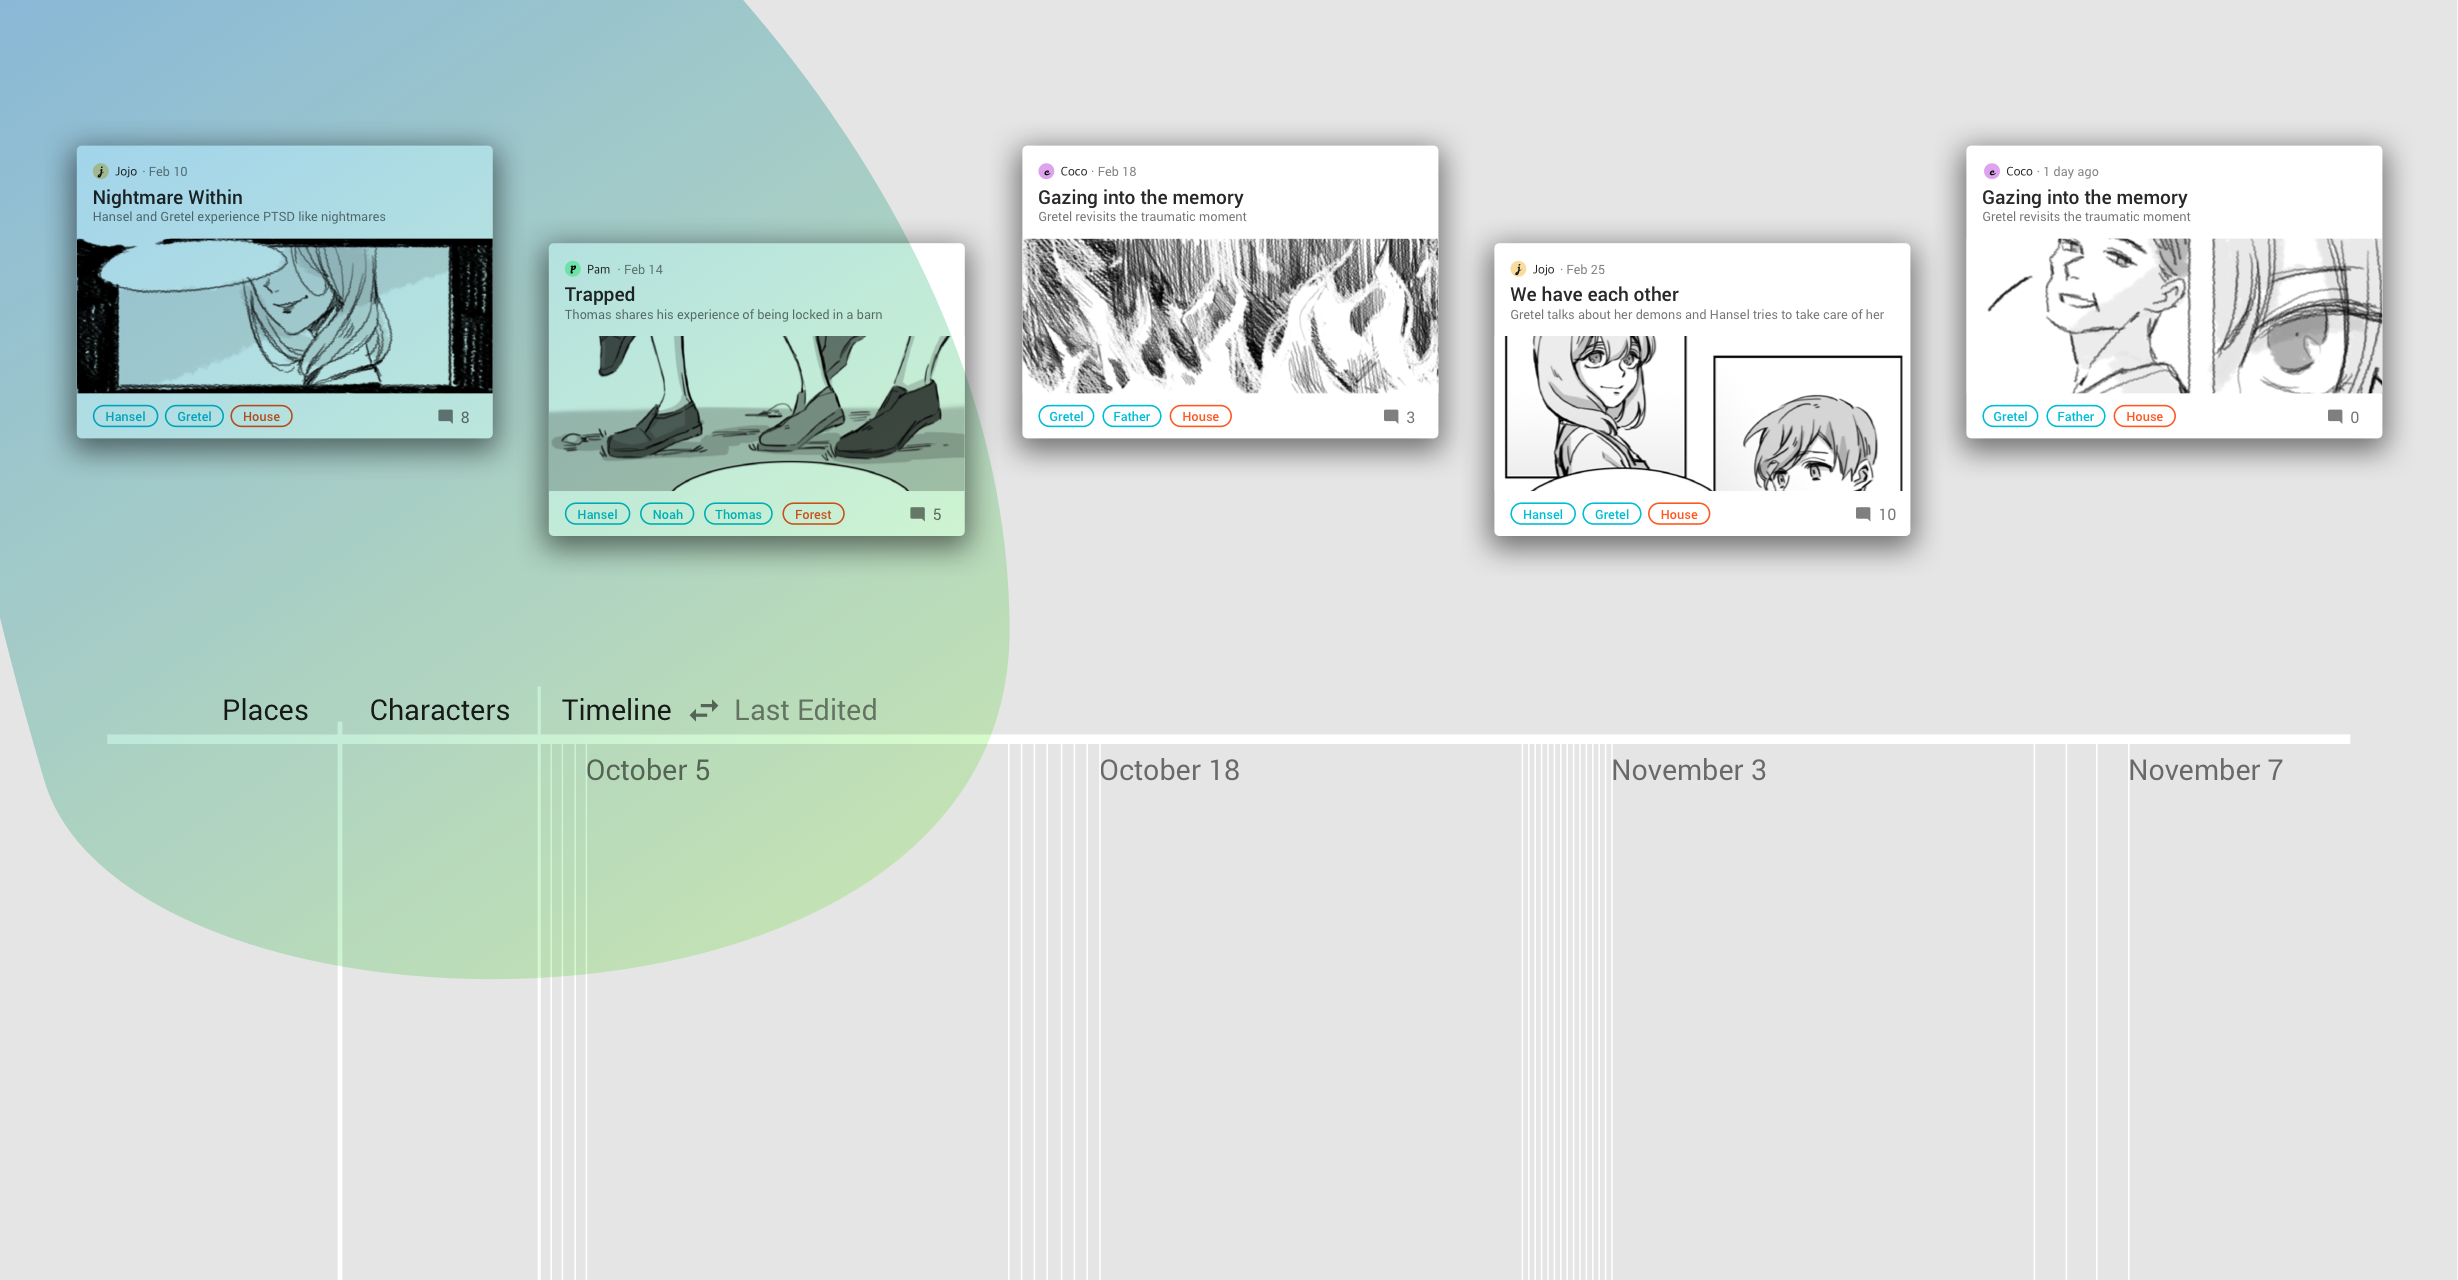 Jojo · Feb 10
Nightmare Within
Hansel and Gretel experience PTSD like nightmares
Hansel Gretel House 8
P Pam · Feb 14
Trapped
Thomas shares his experience of being locked in a barn
Hansel Noah Thomas Forest 5
c Coco · Feb 18
Gazing into the memory
Gretel revisits the traumatic moment
Gretel Father House 3
j Jojo · Feb 25
We have each other
Gretel talks about her demons and Hansel tries to take care of her
Hansel Gretel House 10
c Coco · 1 day ago
Gazing into the memory
Gretel revisits the traumatic moment
Gretel Father House 0
Places Characters Timeline Last Edited
October 5 October 18 November 3 November 7